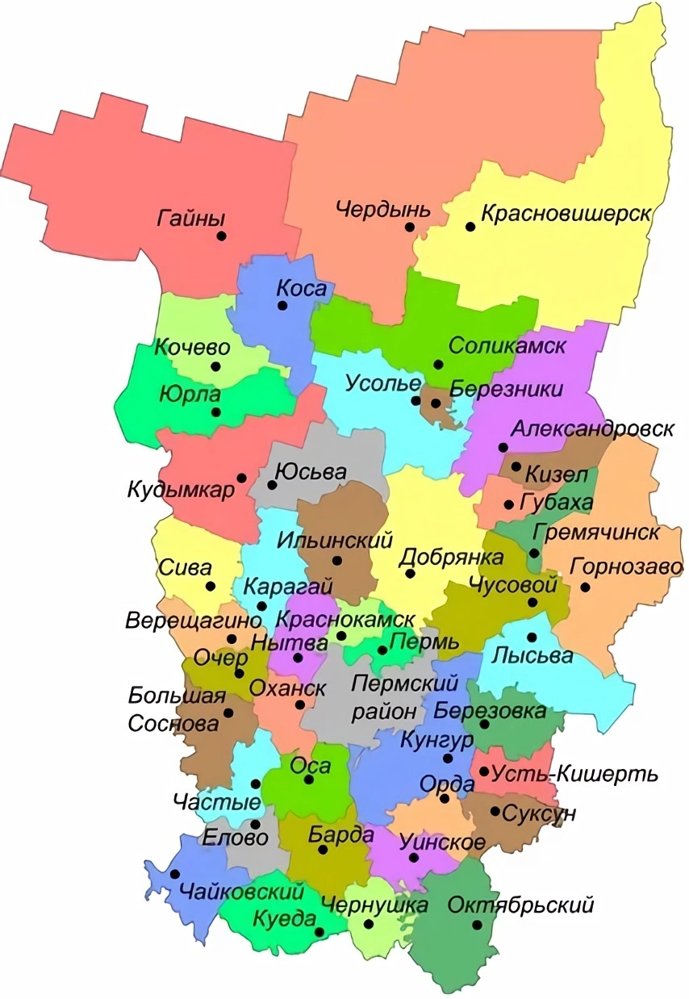 Гайны
Чердынь
Красновишерск
Коса
Кочево
Соликамск
Юрла
Усолье
Березники
Александровск
Кудымкар
Юсьва
Кизел
Губаха
Ильинский
Гремячинск
Сива
Добрянка
Горнозаво
Карагай
Чусовой
Верещагино
Краснокамск
Нытва
Пермь
Очер
Лысьва
Большая
Соснова
Оханск
Пермский
район
Березовка
Кунгур
Оса
Усть-Кишерть
Орда
Частые
Суксун
Елово
Барда
Уинское
Чайковский
Куеда
Чернушка
Октябрьский